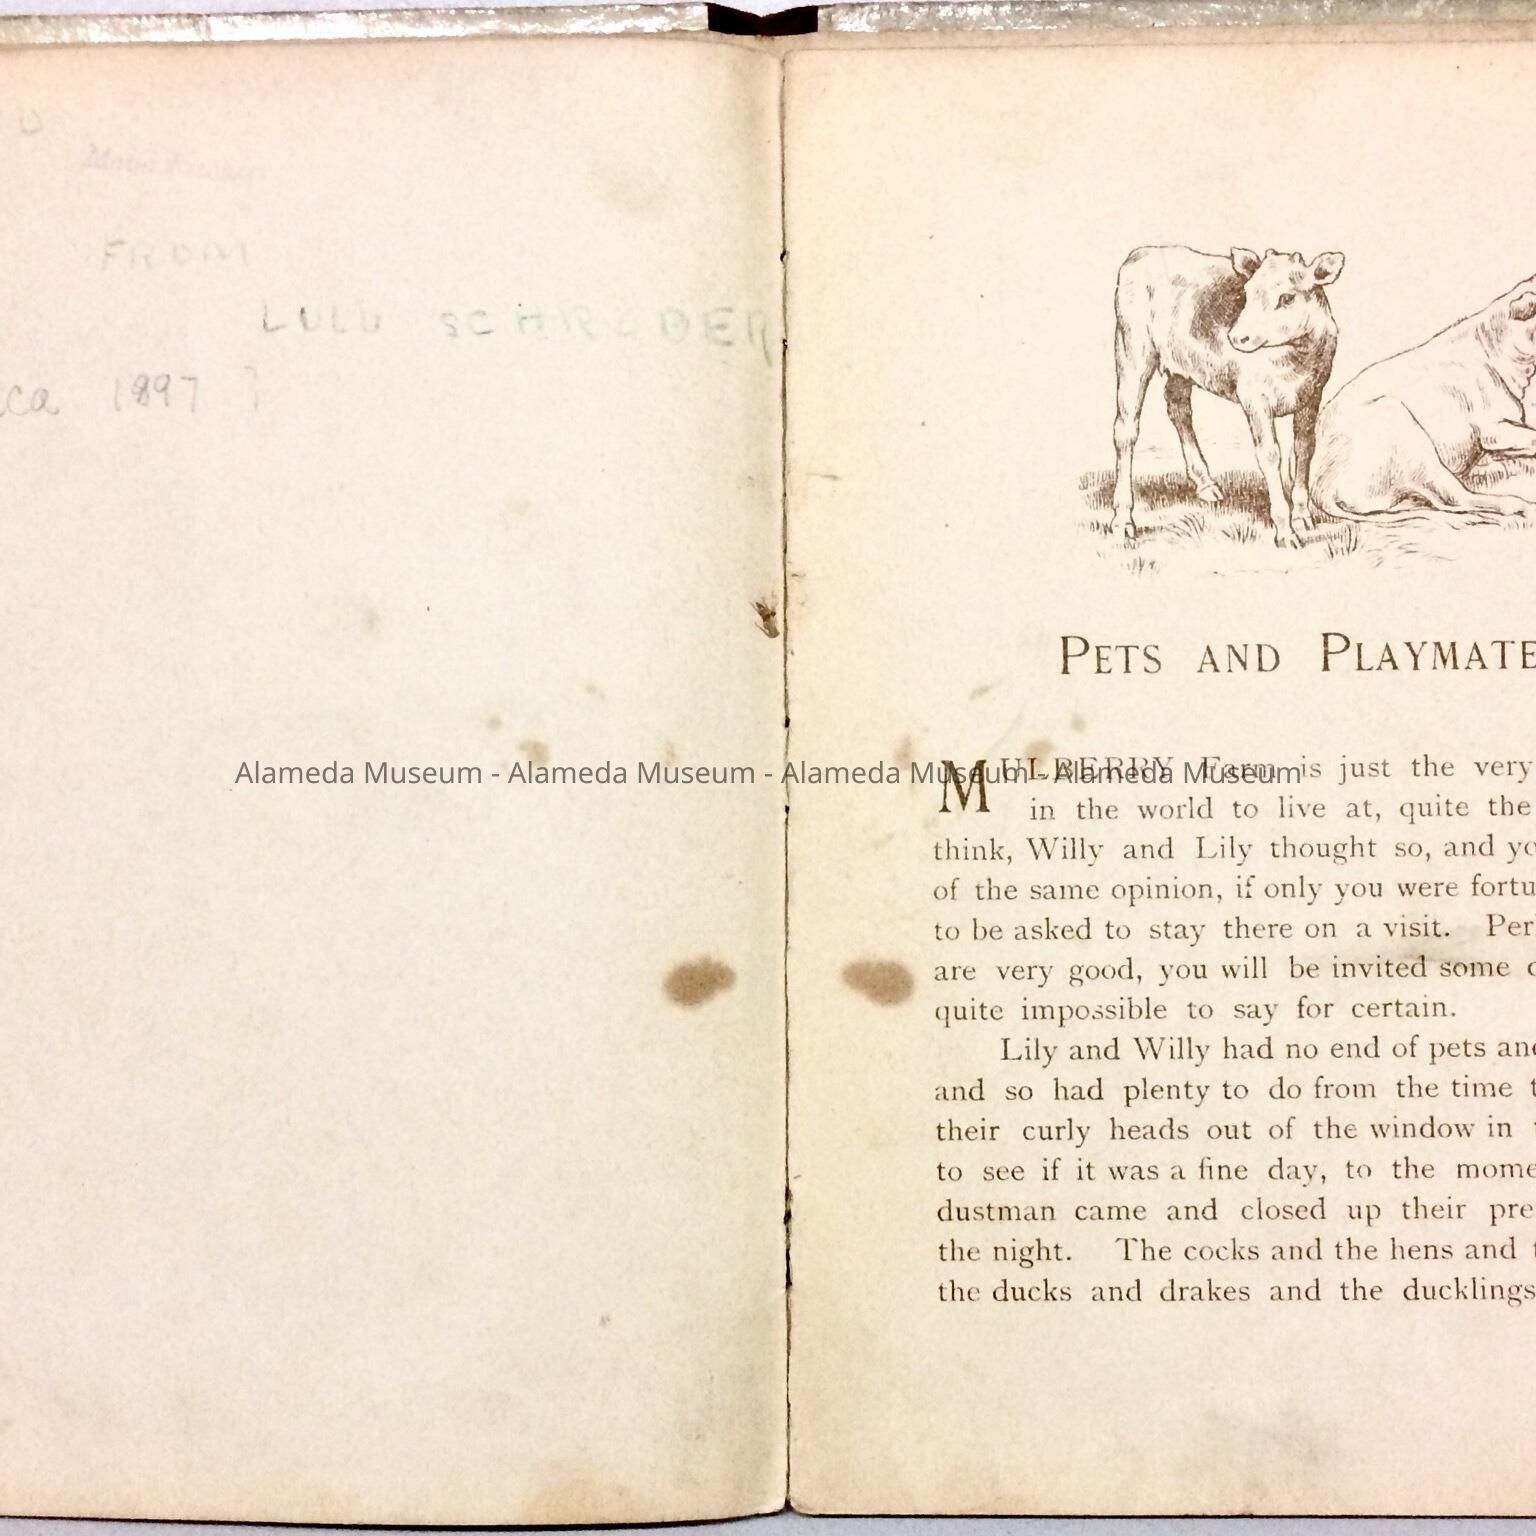 FROM
LULU SCHRODER
ca 1897 ?
PETS AND PLAYMATE
Alameda Museum - Alameda Museum - Alameda Museum - Alameda Museum
MULBERRY Farm is just the very
in the world to live at, quite the
think, Willy and Lily thought so, and yo
of the same opinion, if only you were fortu
to be asked to stay there on a visit. Per
are very good, you will be invited some
quite impossible to say for certain.
Lily and Willy had no end of pets and
and so had plenty to do from the time t
their curly heads out of the window in
to see if it was a fine day, to the mome
dustman came and closed up their pre
the night. The cocks and the hens and t
the ducks and drakes and the ducklings